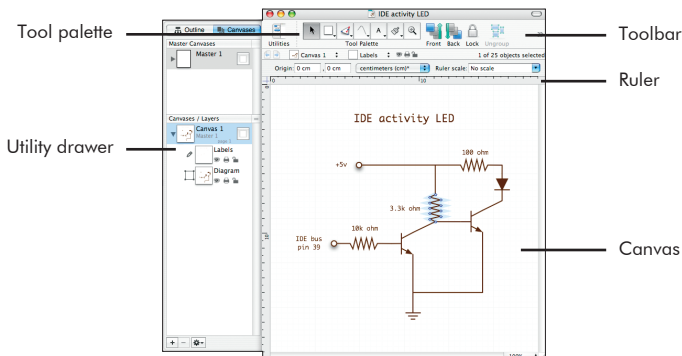 IDE activity LED
Tool palette
Toolbar
Outline Canvases
Utilities Tool Palette Front Back Lock Ungroup
Master Canvases
Master 1
Canvas 1 Labels 1 of 25 objects selected
Origin: 0 cm , 0 cm centimeters (cm)* Ruler scale: No scale
Ruler
0 10
Canvases / Layers
Canvas 1
Master 1
Labels
Diagram
Utility drawer
IDE activity LED
100 ohm
+5v
3.3k ohm
10k ohm
IDE bus
pin 39
Canvas
100%